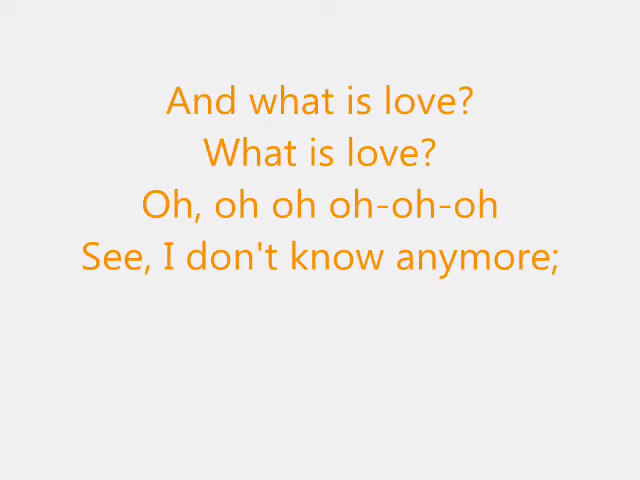 And what is love?
What is love?
Oh, oh oh oh-oh-oh
See, I don't know anymore;